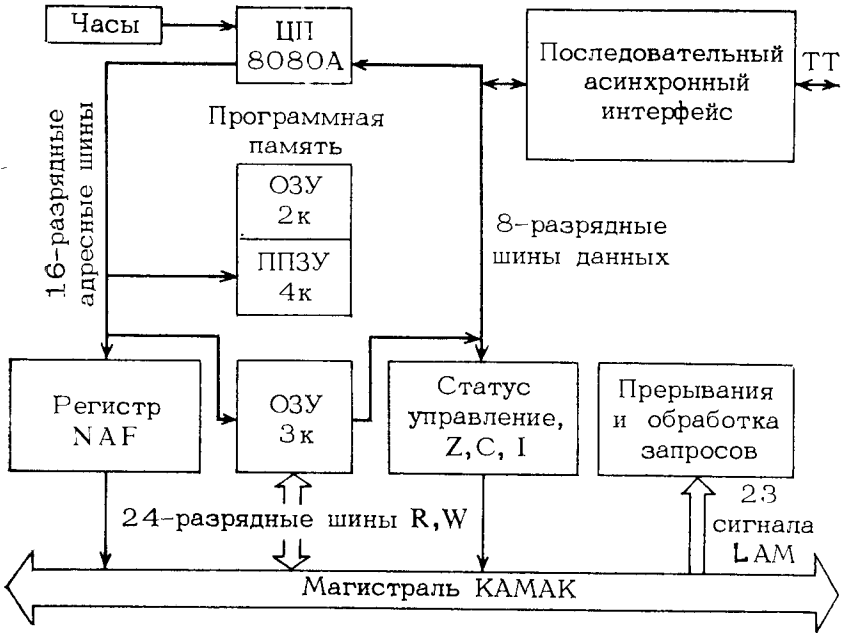 Часы
ЦП
8080А
Последовательный
асинхронный
интерфейс
ТТ
16-разрядные
адресные шины
Программная
память
ОЗУ
2к
ППЗУ
4к
8-разрядные
шины данных
Регистр
NAF
ОЗУ
3к
Статус
управление,
Z,C, I
Прерывания
и обработка
запросов
24-разрядные шины R,W
23
сигнала
LAM
Магистраль КАМАК